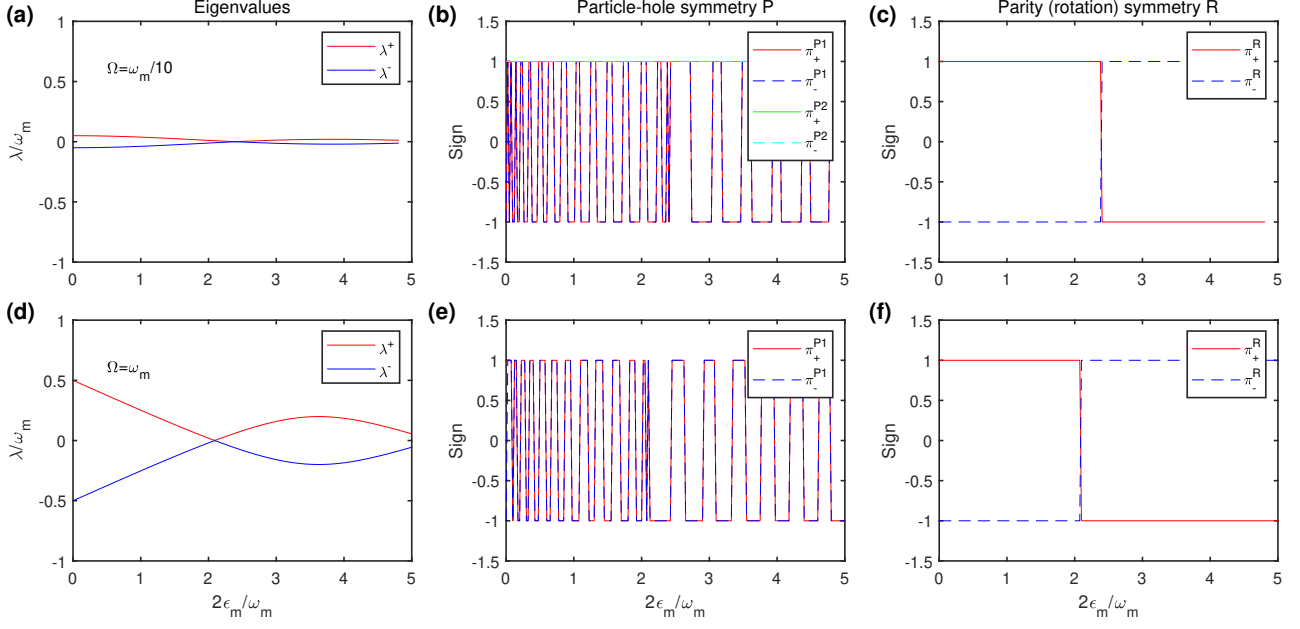 (a)
Eigenvalues
1
0.5
0
-0.5
-1
λ/ω_m
Ω=ω_m/10
λ^+
λ^-
0 1 2 3 4 5
(b)
Particle-hole symmetry P
1.5
1
0.5
0
-0.5
-1
-1.5
Sign
π_+^{P1}
π_-^{P1}
π_+^{P2}
π_-^{P2}
0 1 2 3 4 5
(c)
Parity (rotation) symmetry R
1.5
1
0.5
0
-0.5
-1
-1.5
Sign
π_+^R
π_-^R
0 1 2 3 4 5
(d)
1
0.5
0
-0.5
-1
λ/ω_m
Ω=ω_m
λ^+
λ^-
0 1 2 3 4 5
2ϵ_m/ω_m
(e)
1.5
1
0.5
0
-0.5
-1
-1.5
Sign
π_+^{P1}
π_-^{P1}
0 1 2 3 4 5
2ϵ_m/ω_m
(f)
1.5
1
0.5
0
-0.5
-1
-1.5
Sign
π_+^R
π_-^R
0 1 2 3 4 5
2ϵ_m/ω_m